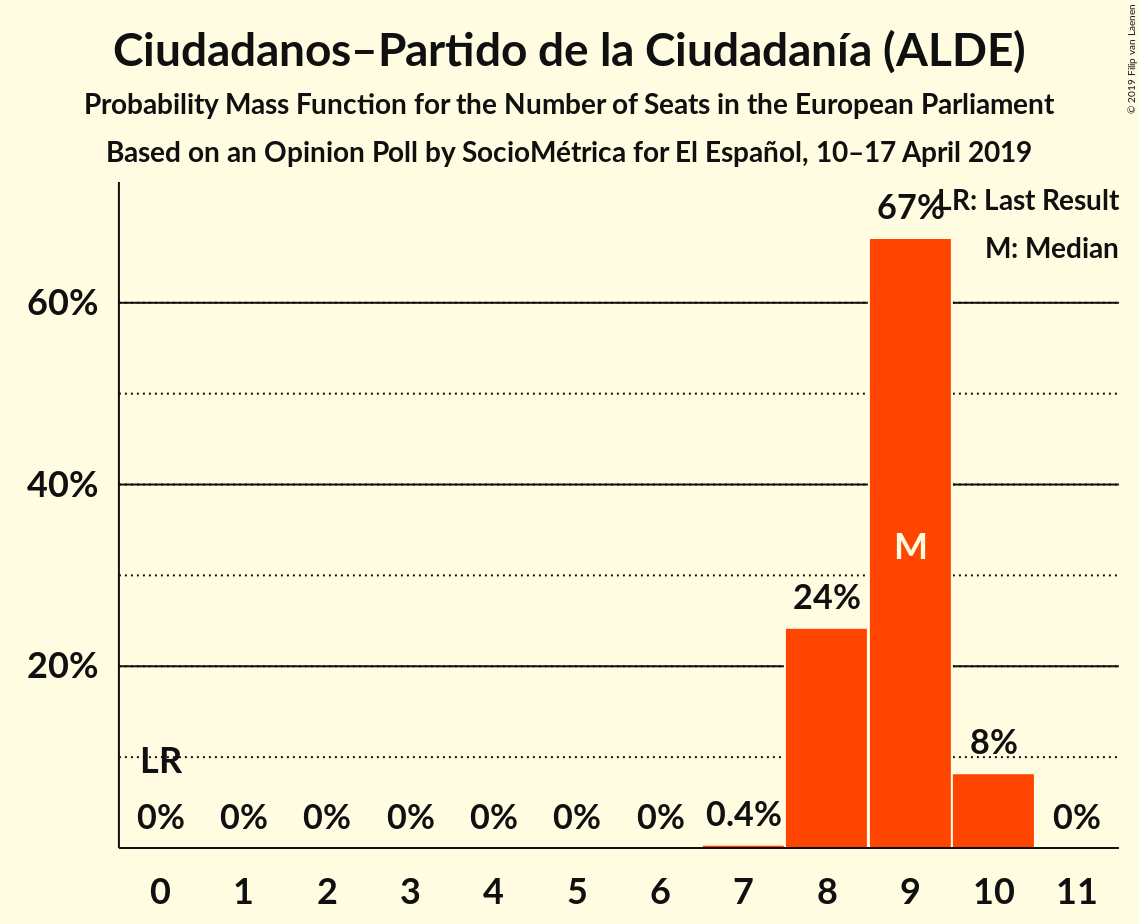 Ciudadanos–Partido de la Ciudadanía (ALDE)
Probability Mass Function for the Number of Seats in the European Parliament
Based on an Opinion Poll by SocioMétrica for El Español, 10–17 April 2019
© 2019 Filip van Laenen
LR: Last Result
M: Median
67%
60%
40%
M
24%
20%
8%
LR
0% 0% 0% 0% 0% 0% 0% 0.4% 0%
0 1 2 3 4 5 6 7 8 9 10 11